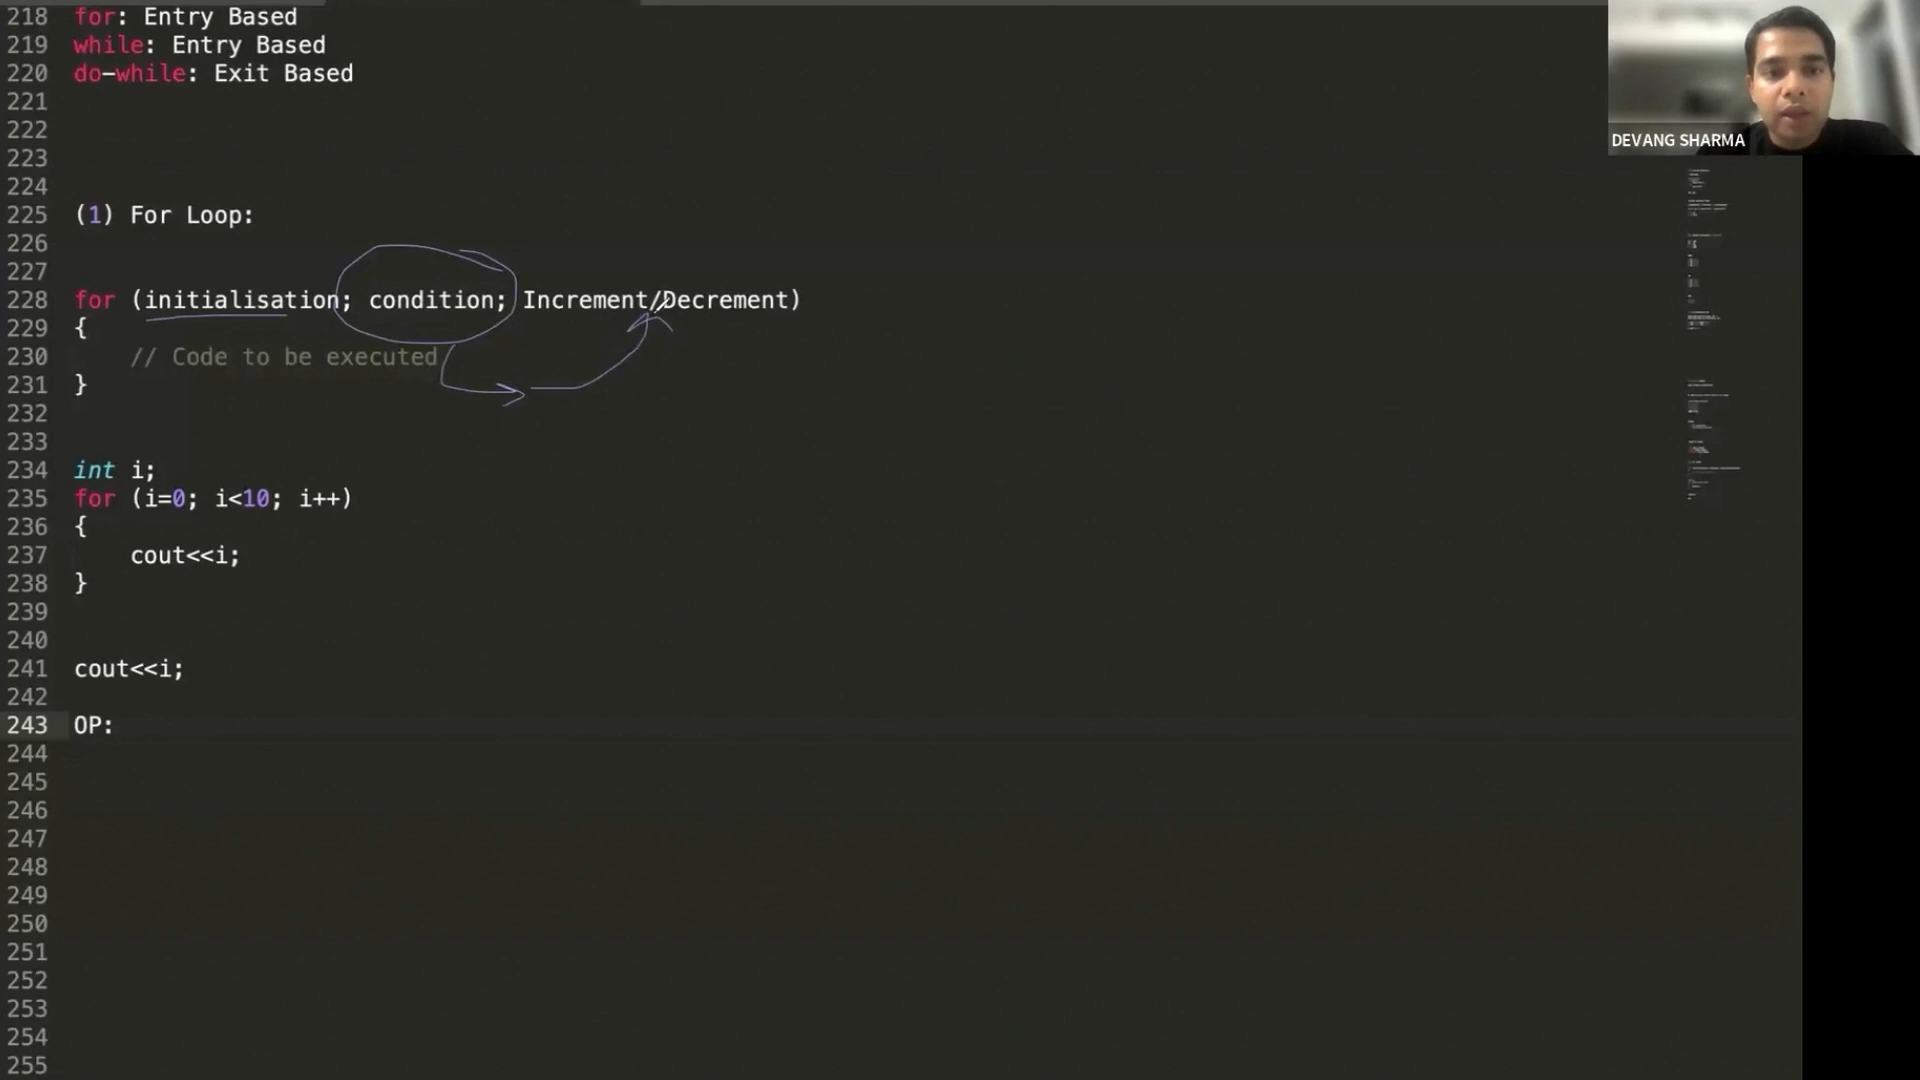 218 for: Entry Based
219 while: Entry Based
220 do-while: Exit Based
DEVANG SHARMA
221
222
223
224
225 (1) For Loop:
226
227
228 for (initialisation; condition; Increment/Decrement)
229 {
230 // Code to be executed
231 }
232
233
234 int i;
235 for (i=0; i<10; i++)
236 {
237 cout<<i;
238 }
239
240
241 cout<<i;
242
243 OP:
244
245
246
247
248
249
250
251
252
253
254
255